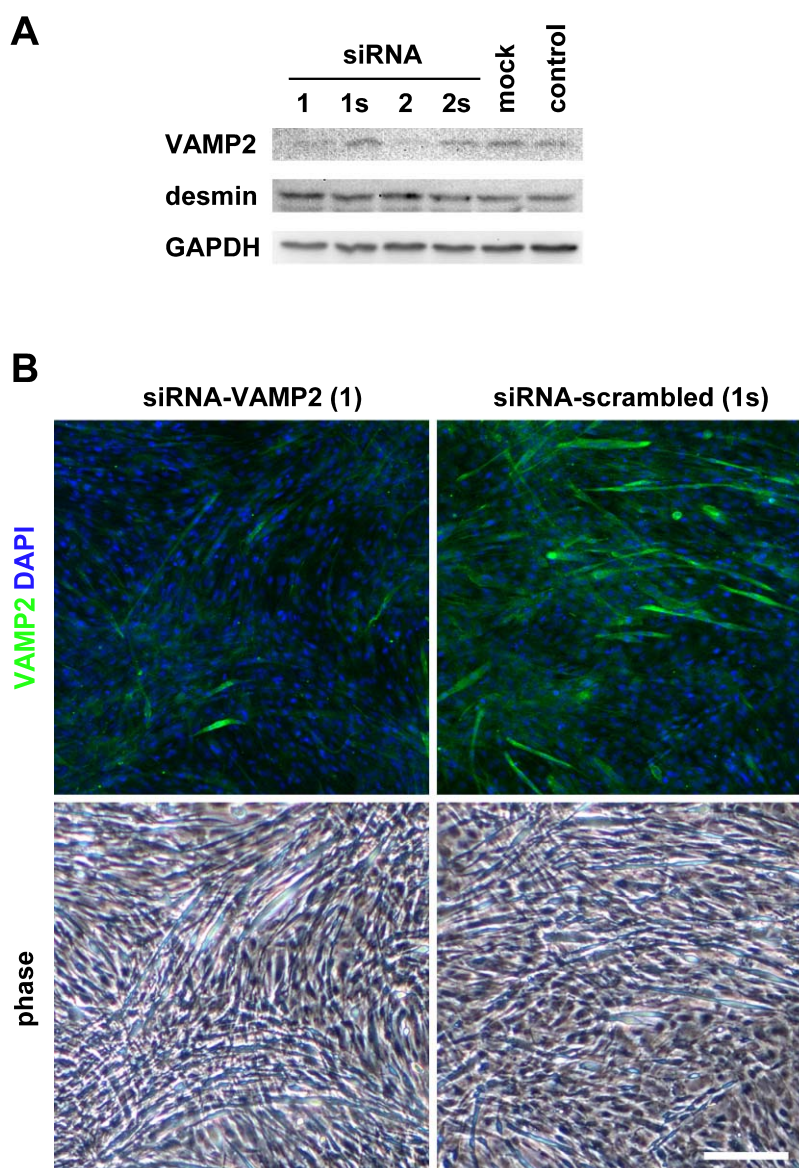 A
siRNA
mock
control
1 1s 2 2s
VAMP2
desmin
GAPDH
B
siRNA-VAMP2 (1)
siRNA-scrambled (1s)
VAMP2 DAPI
phase